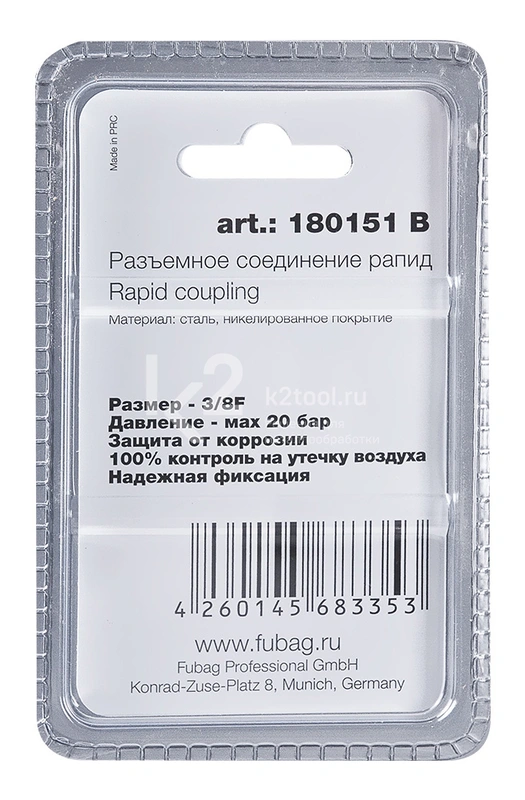 Made in PRC
art.: 180151 B
Разъемное соединение рапид
Rapid coupling
Материал: сталь, никелированное покрытие
k2
k2tool.ru
Размер - 3/8F
Давление - мах 20 бар
Защита от коррозии
100% контроль на утечку воздуха
Надежная фиксация
4 260145 683353
www.fubag.ru
Fubag Professional GmbH
Konrad-Zuse-Platz 8, Munich, Germany